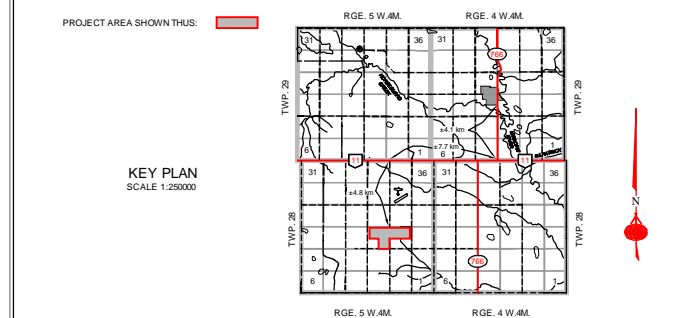 RGE. 5 W.4M. RGE. 4 W.4M.
PROJECT AREA SHOWN THUS:
31 36 31 36
766
TWP. 29 TWP. 29
±4.1 km
±7.7 km
6 1 6 1
11 11
KEY PLAN
SCALE 1:250000
31 36 31 36
±4.8 km
N
TWP. 28 TWP. 28
766
6 1 6 1
RGE. 5 W.4M. RGE. 4 W.4M.